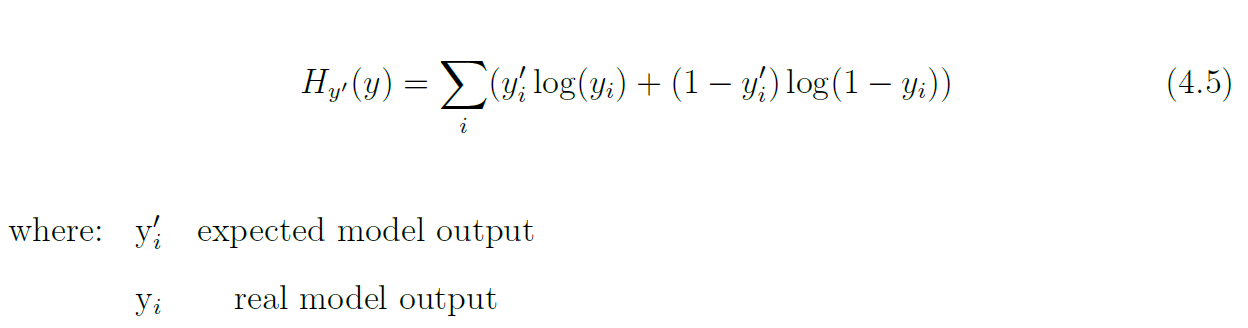 H_{y'}(y) = \sum_i (y'_i \log(y_i) + (1 - y'_i) \log(1 - y_i)) (4.5)
where: y'_i expected model output
y_i real model output